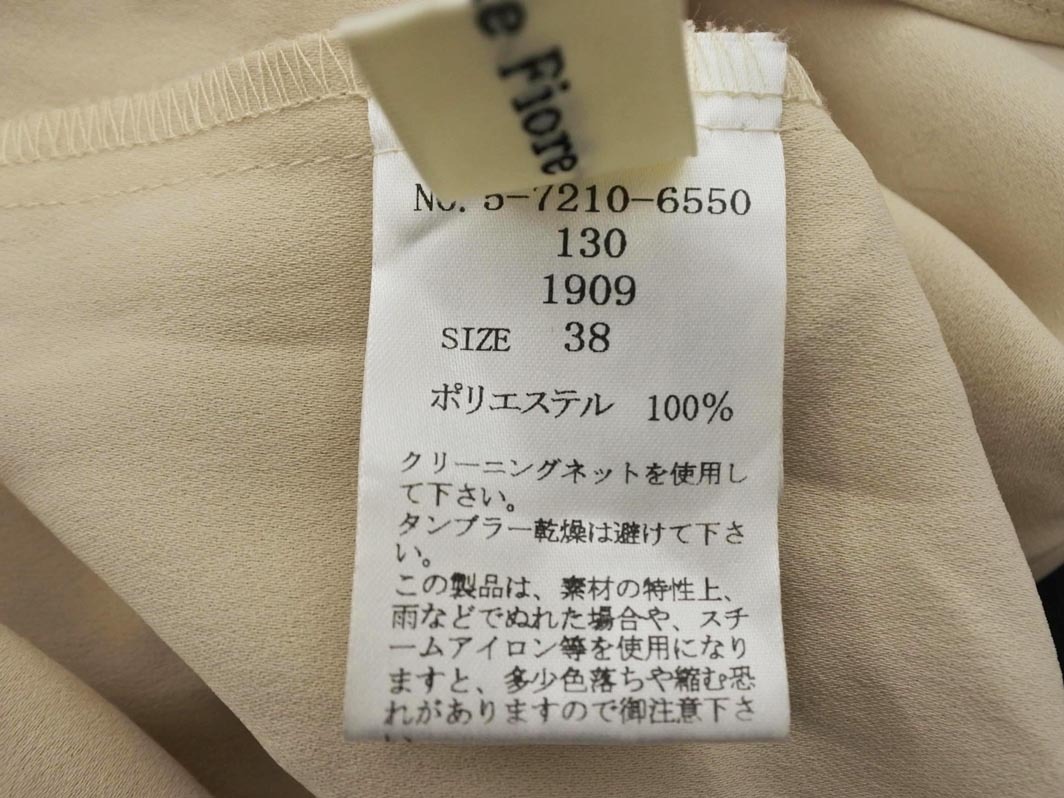 e Fiore
No. 5-7210-6550
130
1909
SIZE 38
ポリエステル 100%
クリーニングネットを使用し
て下さい。
タンブラー乾燥は避けて下さ
い。
この製品は、素材の特性上、
雨などでぬれた場合や、スチ
ームアイロン等を使用になり
ますと、多少色落ちや縮む恐
れがありますので御注意下さ